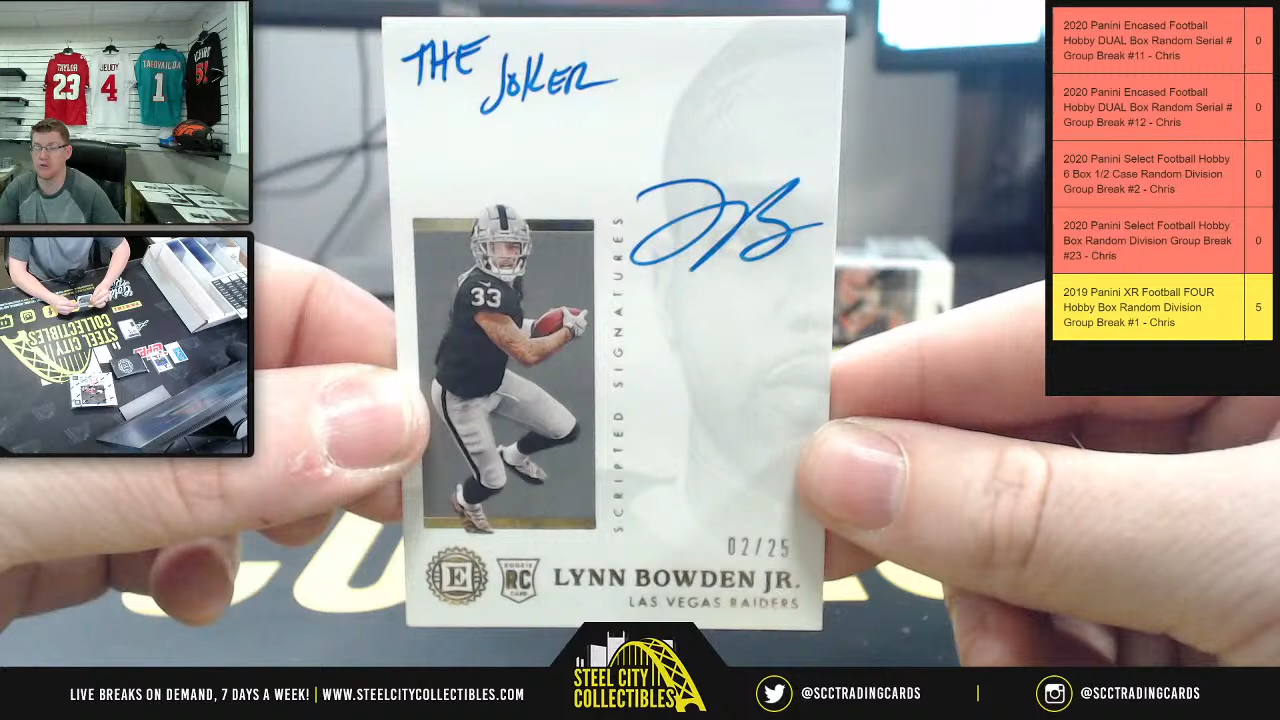 TAYLOR
23
JEUDY
4
TAGOVAILOA
1
51
STEEL CITY
COLLECTIBLES
THE
JOKER
33
SCRIPTED SIGNATURES
02/25
E
ROOKIE
RC
CARD
LYNN BOWDEN JR.
LAS VEGAS RAIDERS
2020 Panini Encased Football
Hobby DUAL Box Random Serial #
Group Break #11 - Chris
0
2020 Panini Encased Football
Hobby DUAL Box Random Serial #
Group Break #12 - Chris
0
2020 Panini Select Football Hobby
6 Box 1/2 Case Random Division
Group Break #2 - Chris
0
2020 Panini Select Football Hobby
Box Random Division Group Break
#23 - Chris
0
2019 Panini XR Football FOUR
Hobby Box Random Division
Group Break #1 - Chris
5
LIVE BREAKS ON DEMAND, 7 DAYS A WEEK! | WWW.STEELCITYCOLLECTIBLES.COM
STEEL CITY
COLLECTIBLES
@SCCTRADINGCARDS
@SCCTRADINGCARDS